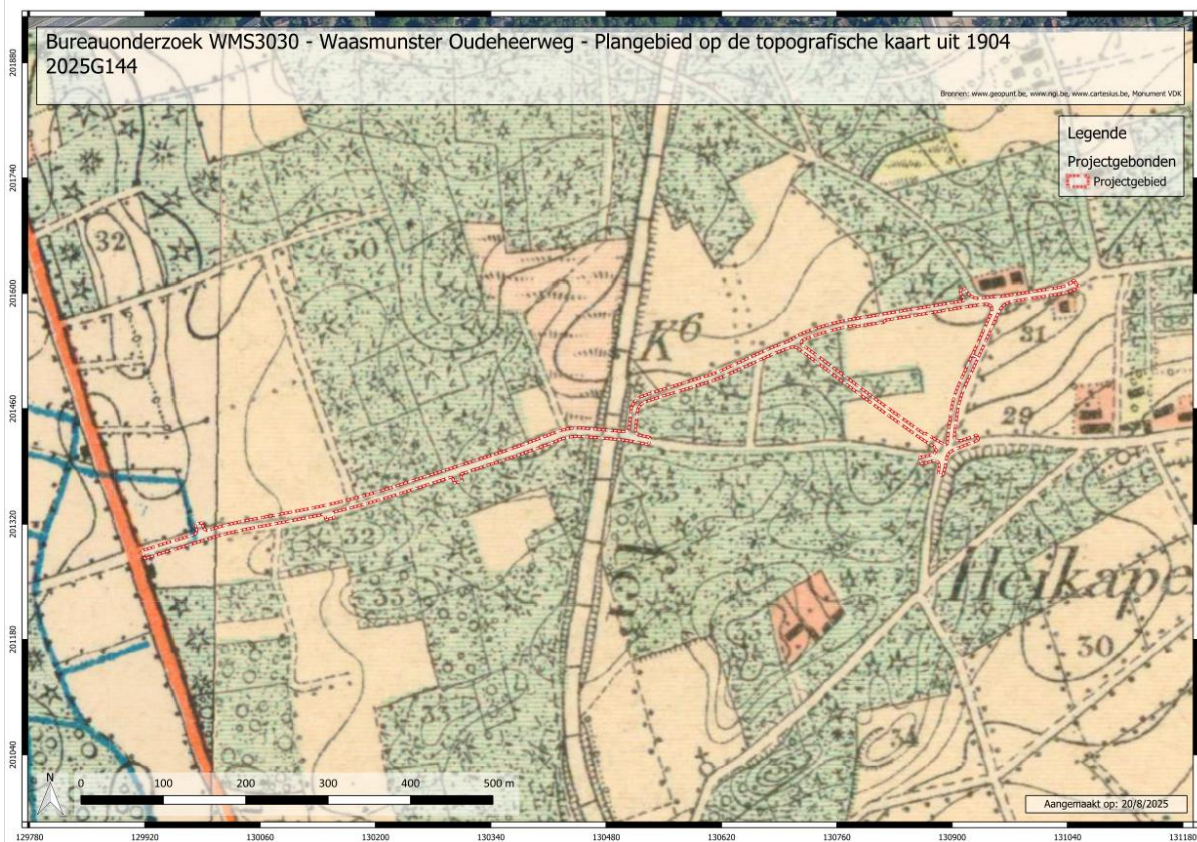 Bureauonderzoek WMS3030 - Waasmunster Oudeheerweg - Plangebied op de topografische kaart uit 1904
2025G144
Bronnen: www.geopunt.be, www.ngi.be, www.cartesius.be, Monument VDK
Legende
Projectgebonden
Projectgebied
201880
201740
201600
201460
201320
201180
201040
32
30
K6
31
29
Heikape
33
30
33
34
N
0 100 200 300 400 500 m
Aangemaakt op: 20/8/2025
129780 129920 130060 130200 130340 130480 130620 130760 130900 131040 131180